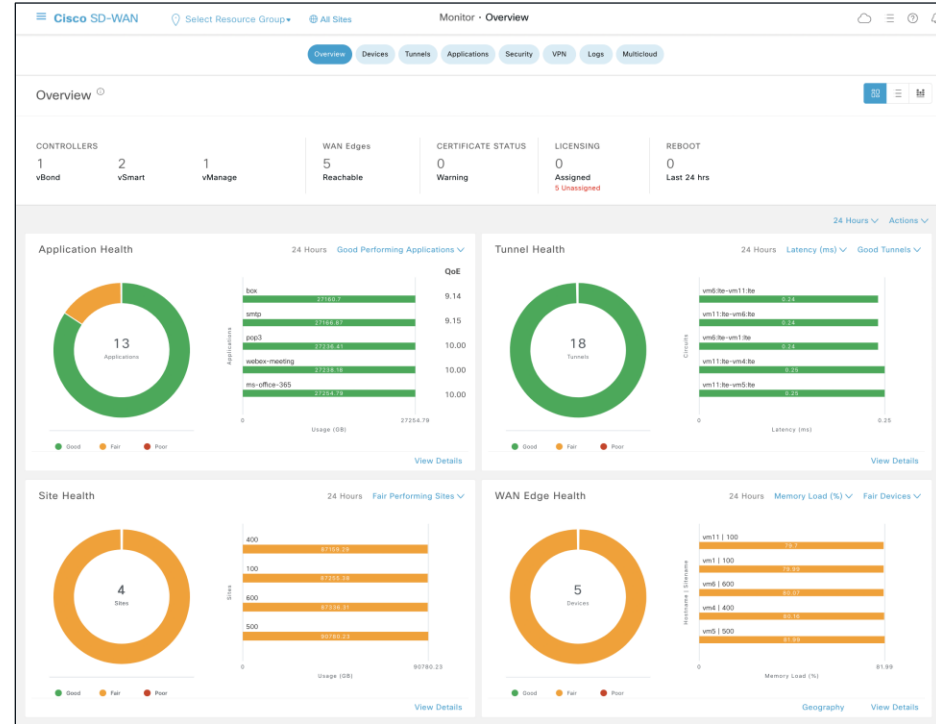 Cisco SD-WAN
Select Resource Group
All Sites
Monitor · Overview
Overview
Devices
Tunnels
Applications
Security
VPN
Logs
Multicloud
Overview
CONTROLLERS
WAN Edges
CERTIFICATE STATUS
LICENSING
REBOOT
1
2
1
5
0
0
0
vBond
vSmart
vManage
Reachable
Warning
Assigned
Last 24 hrs
5 Unassigned
24 Hours
Actions
Application Health
24 Hours
Good Performing Applications
QoE
13
Applications
Applications
box
27160.7
9.14
smtp
27166.67
9.15
pop3
27238.41
10.00
webex-meeting
27239.18
10.00
ms-office-365
27254.79
10.00
0
27254.79
Usage (GB)
Good
Fair
Poor
View Details
Tunnel Health
24 Hours
Latency (ms)
Good Tunnels
18
Tunnels
Circuits
vm6:lte-vm11:lte
0.24
vm11:lte-vm6:lte
0.24
vm6:lte-vm1:lte
0.24
vm11:lte-vm4:lte
0.25
vm11:lte-vm5:lte
0.25
0
0.25
Latency (ms)
Good
Fair
Poor
View Details
Site Health
24 Hours
Fair Performing Sites
4
Sites
Sites
400
100
600
500
90780.23
0
90780.23
Usage (GB)
Good
Fair
Poor
View Details
WAN Edge Health
24 Hours
Memory Load (%)
Fair Devices
5
Devices
Hostname | Sitename
vm11 | 100
vm1 | 100
vm6 | 600
80.07
vm4 | 400
vm5 | 500
81.99
0
81.99
Memory Load (%)
Good
Fair
Poor
Geography
View Details